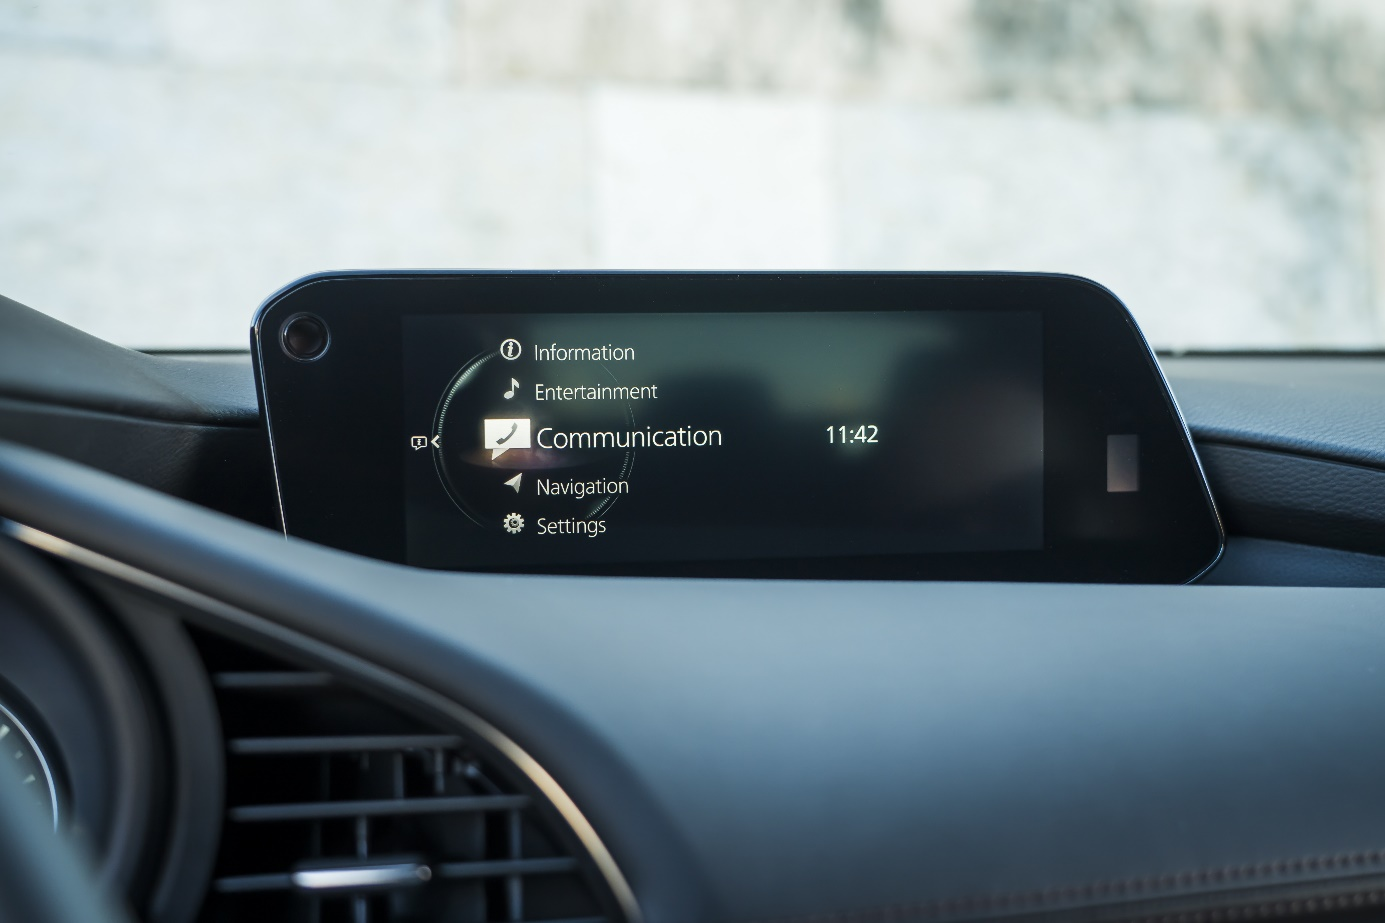 Information
Entertainment
Communication
11:42
Navigation
Settings